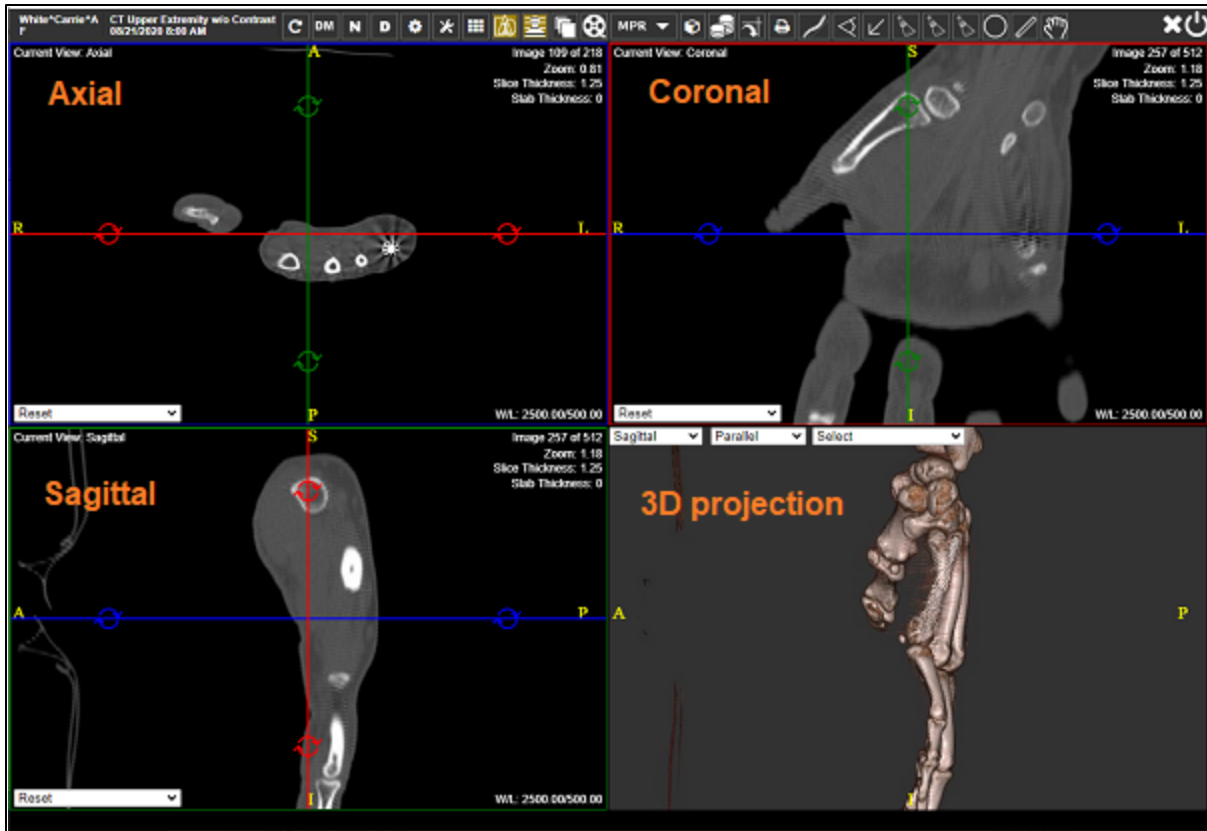 White^Carrie^A
F
CT Upper Extremity w/o Contrast
08/21/2020 8:00 AM
C DM N D MPR
Current View: Axial
A
Image 109 of 218
Zoom: 0.81
Slice Thickness: 1.25
Slab Thickness: 0
Axial
R
L
Reset
P
W/L: 2500.00/500.00
Current View: Coronal
S
Image 257 of 512
Zoom: 1.18
Slice Thickness: 1.25
Slab Thickness: 0
Coronal
R
L
Reset
I
W/L: 2500.00/500.00
Current View: Sagittal
S
Image 257 of 512
Zoom: 1.18
Slice Thickness: 1.25
Slab Thickness: 0
Sagittal
A
P
Reset
I
W/L: 2500.00/500.00
Sagittal Parallel Select
3D projection
A
P
I